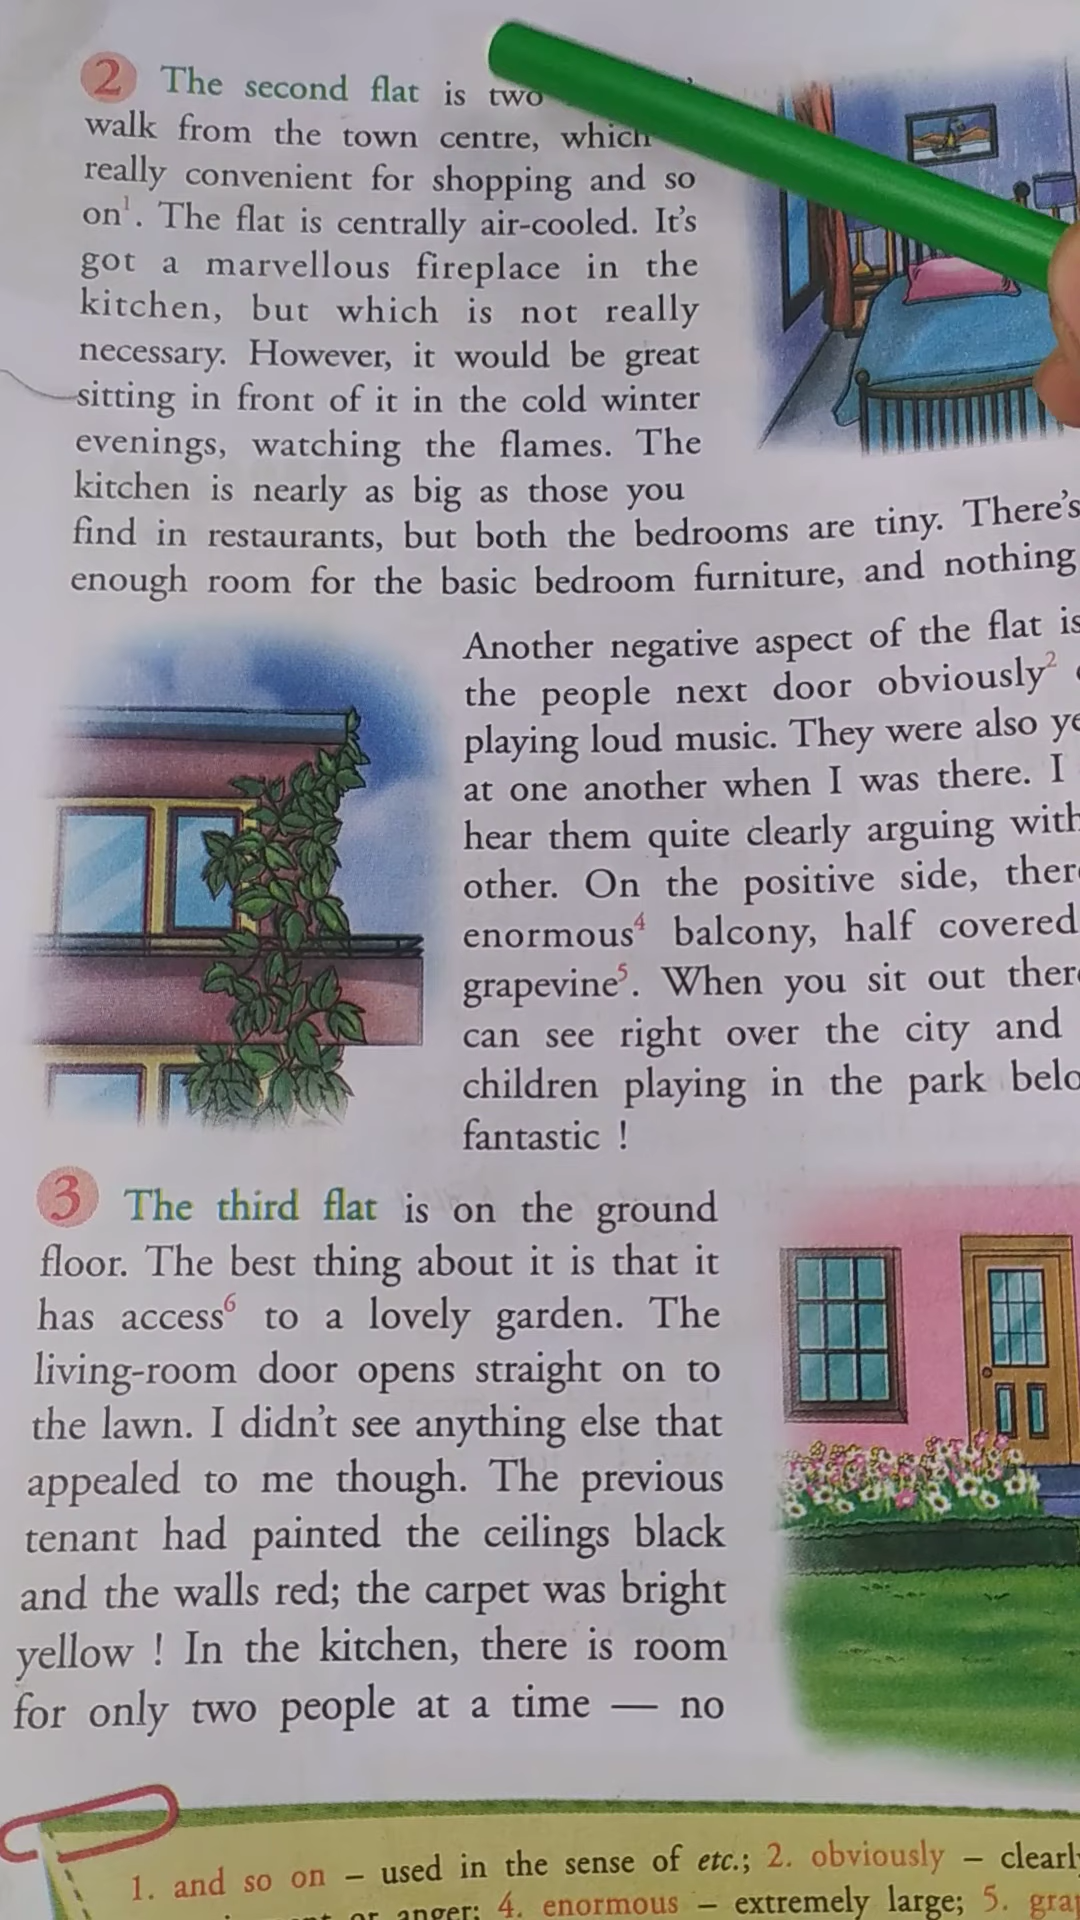 2 The second flat is two
walk from the town centre, which
really convenient for shopping and so
on¹. The flat is centrally air-cooled. It's
got a marvellous fireplace in the
kitchen, but which is not really
necessary. However, it would be great
sitting in front of it in the cold winter
evenings, watching the flames. The
kitchen is nearly as big as those you
find in restaurants, but both the bedrooms are tiny. There's
enough room for the basic bedroom furniture, and nothing
Another negative aspect of the flat is
the people next door obviously²
playing loud music. They were also
at one another when I was there. I
hear them quite clearly arguing with
other. On the positive side,
enormous⁴ balcony, half covered
grapevine⁵. When you sit out
can see right over the city and
children playing in the park
fantastic !
3 The third flat is on the ground
floor. The best thing about it is that it
has access⁶ to a lovely garden. The
living-room door opens straight on to
the lawn. I didn't see anything else that
appealed to me though. The previous
tenant had painted the ceilings black
and the walls red; the carpet was bright
yellow ! In the kitchen, there is room
for only two people at a time — no
1. and so on – used in the sense of etc.; 2. obviously –
or anger; 4. enormous – extremely large; 5.